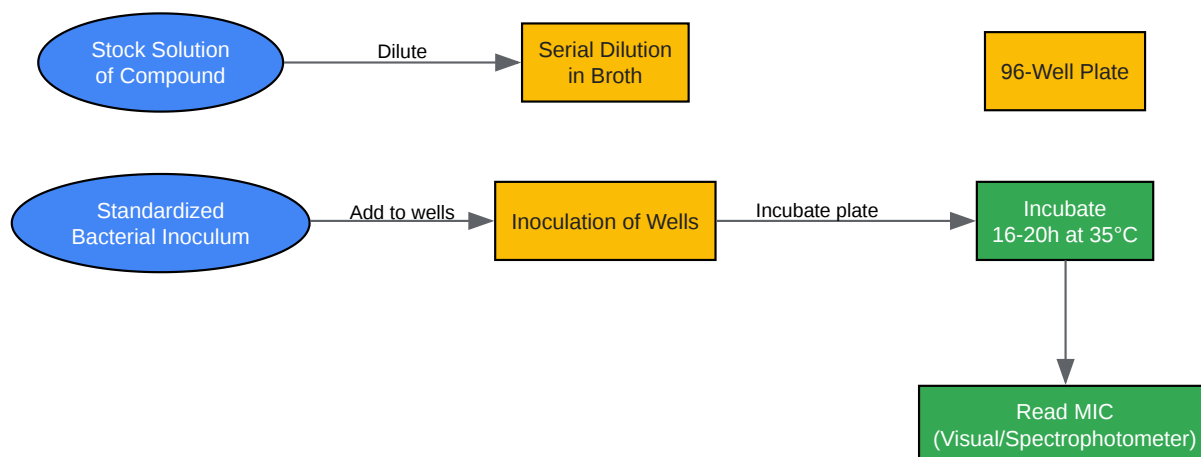 Stock Solution
of Compound
Dilute
Serial Dilution
in Broth
96-Well Plate
Standardized
Bacterial Inoculum
Add to wells
Inoculation of Wells
Incubate plate
Incubate
16-20h at 35°C
Read MIC
(Visual/Spectrophotometer)